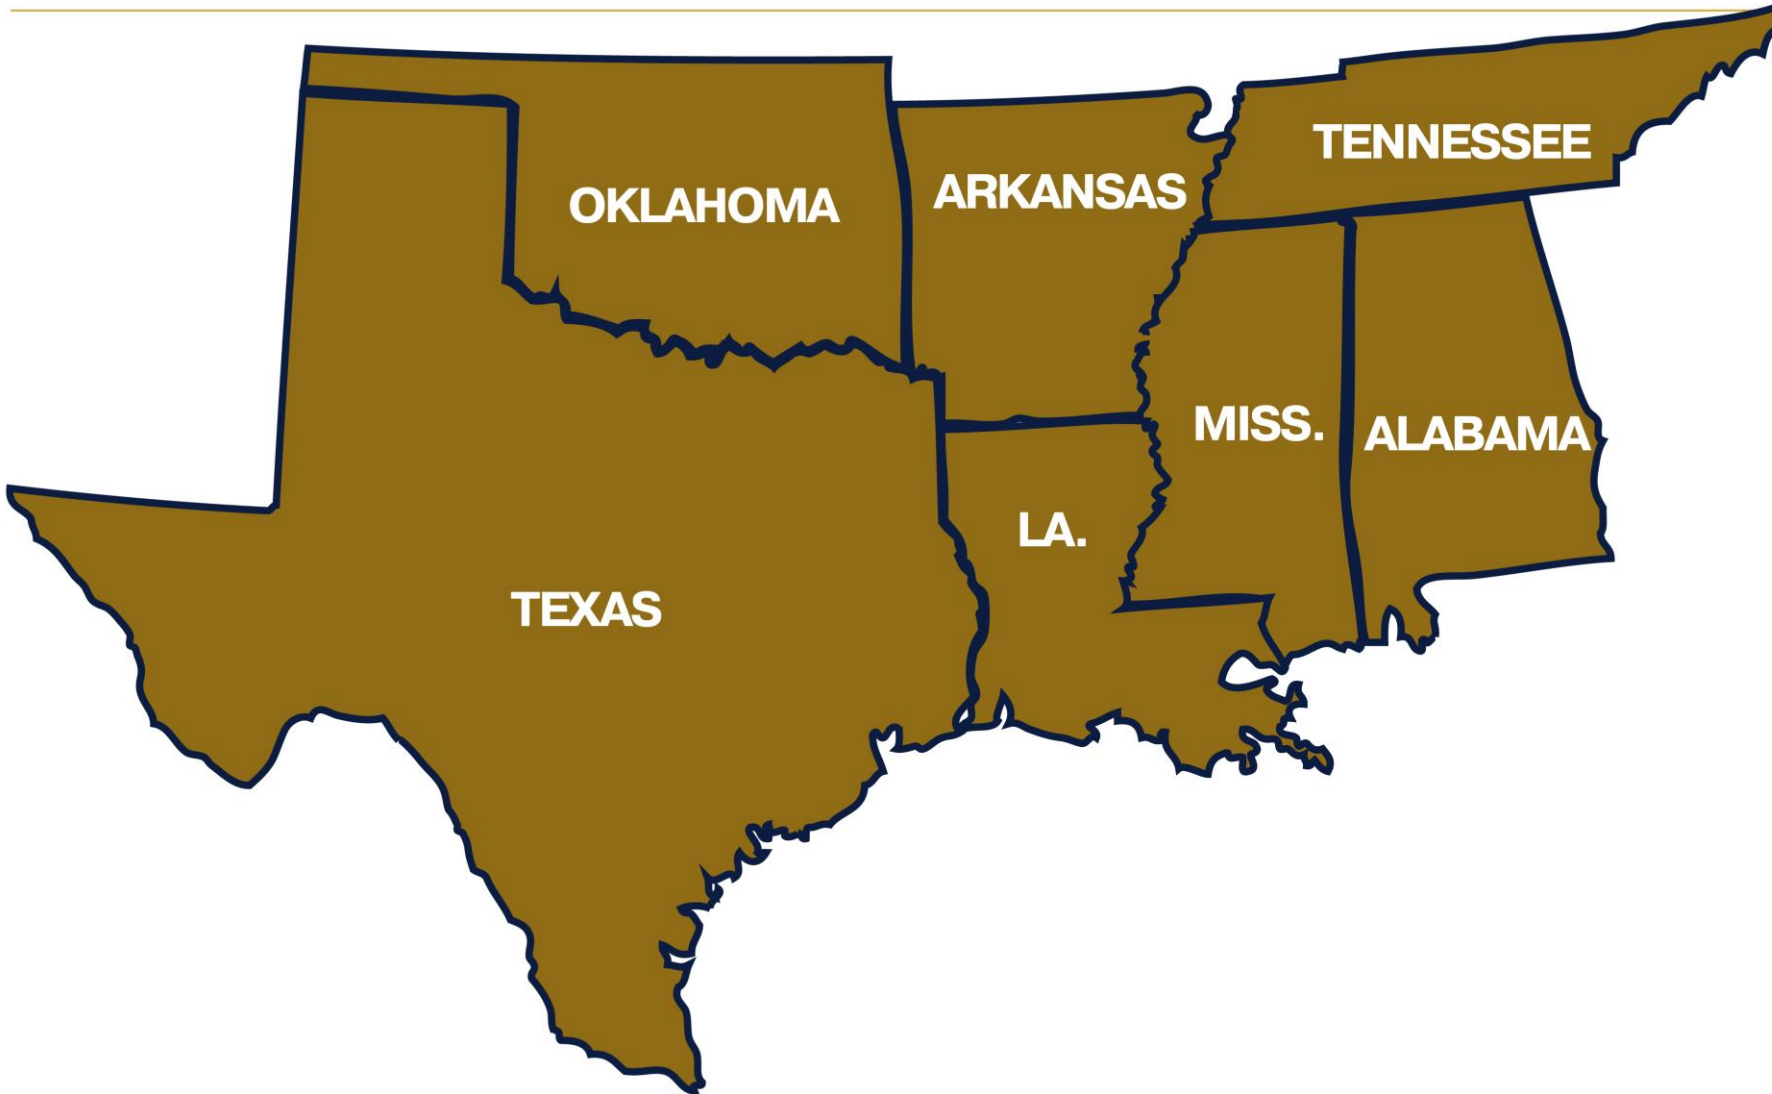 TENNESSEE
OKLAHOMA
ARKANSAS
MISS.
ALABAMA
LA.
TEXAS